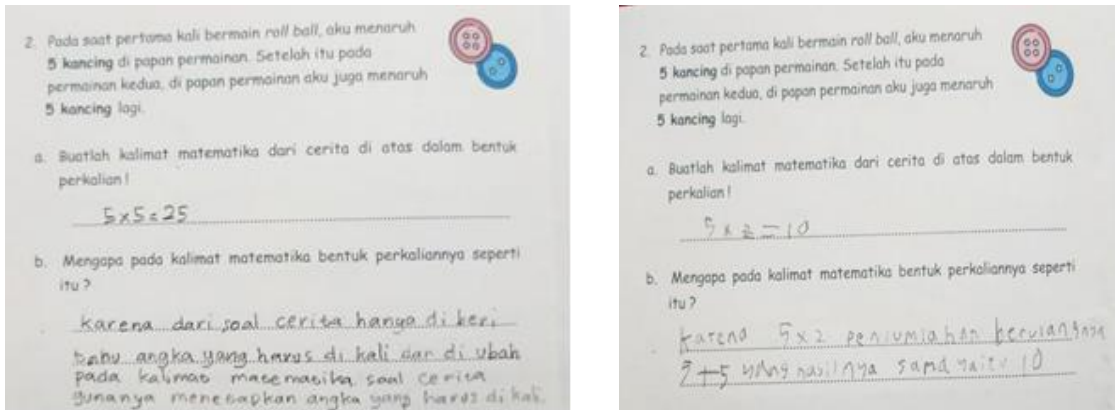 2. Pada saat pertama kali bermain roll ball, aku menaruh
5 kancing di papan permainan. Setelah itu pada
permainan kedua, di papan permainan aku juga menaruh
5 kancing lagi.
a. Buatlah kalimat matematika dari cerita di atas dalam bentuk
perkalian !
5x5=25
b. Mengapa pada kalimat matematika bentuk perkaliannya seperti
itu ?
karena dari soal cerita hanya di beri
angka yang harus di kali dan di ubah
pada kalimat matematika soal cerita
gunanya menetapkan angka yang harus di kali.
2. Pada saat pertama kali bermain roll ball, aku menaruh
5 kancing di papan permainan. Setelah itu pada
permainan kedua, di papan permainan aku juga menaruh
5 kancing lagi.
a. Buatlah kalimat matematika dari cerita di atas dalam bentuk
perkalian !
5 x 2 = 10
b. Mengapa pada kalimat matematika bentuk perkaliannya seperti
itu ?
karena 5x2 penjumlahan berulangnya
+5 yang hasilnya sama yaitu 10